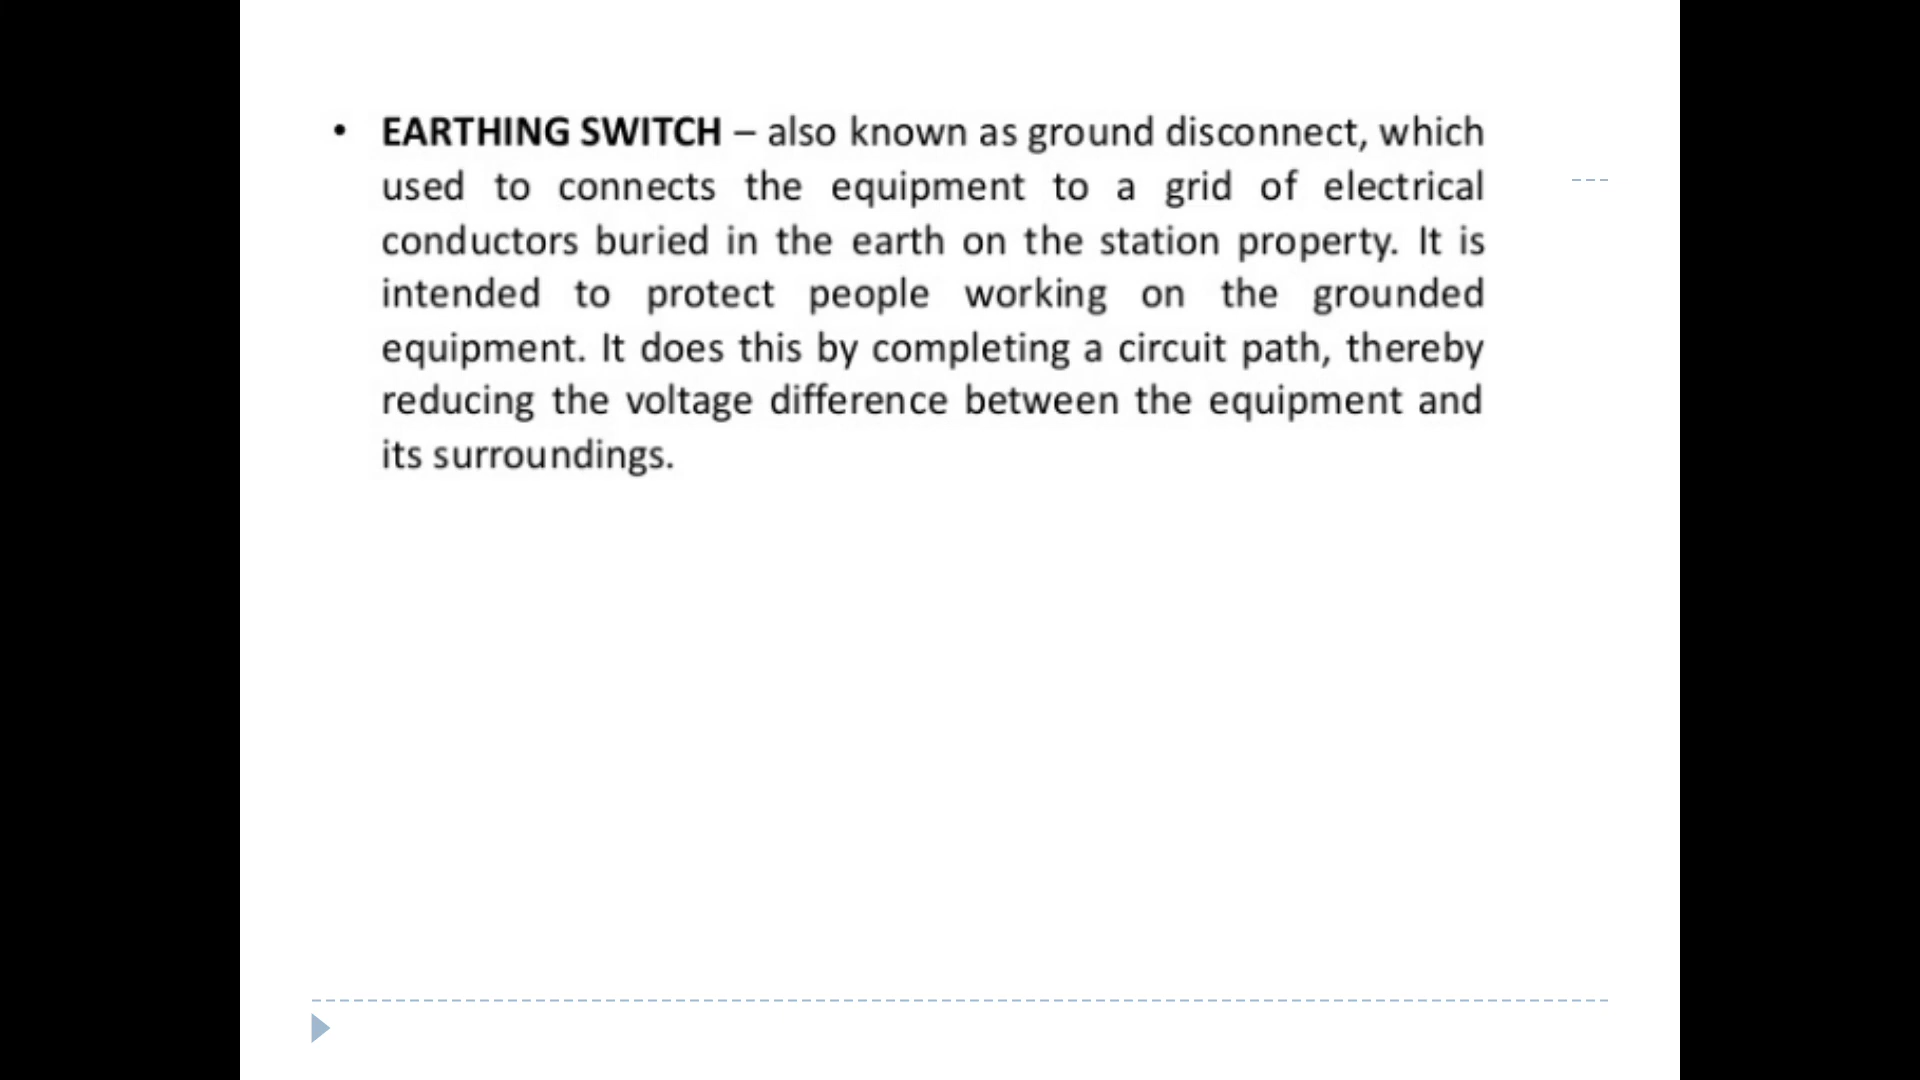 • EARTHING SWITCH – also known as ground disconnect, which
used to connects the equipment to a grid of electrical
conductors buried in the earth on the station property. It is
intended to protect people working on the grounded
equipment. It does this by completing a circuit path, thereby
reducing the voltage difference between the equipment and
its surroundings.